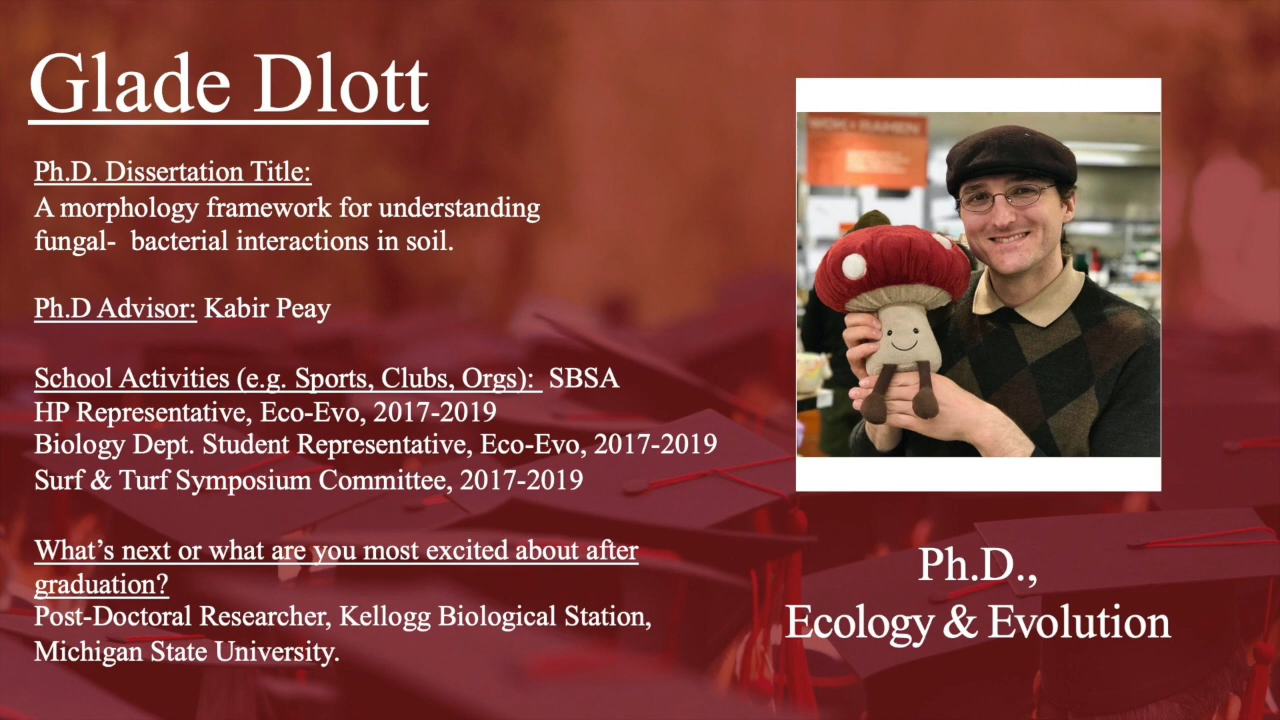 Glade Dlott
Ph.D. Dissertation Title:
A morphology framework for understanding
fungal-  bacterial interactions in soil.
Ph.D Advisor: Kabir Peay
School Activities (e.g. Sports, Clubs, Orgs):  SBSA
HP Representative, Eco-Evo, 2017-2019
Biology Dept. Student Representative, Eco-Evo, 2017-2019
Surf & Turf Symposium Committee, 2017-2019
What’s next or what are you most excited about after
graduation?
Post-Doctoral Researcher, Kellogg Biological Station,
Michigan State University.
WOK + RAMEN
Ph.D.,
Ecology & Evolution